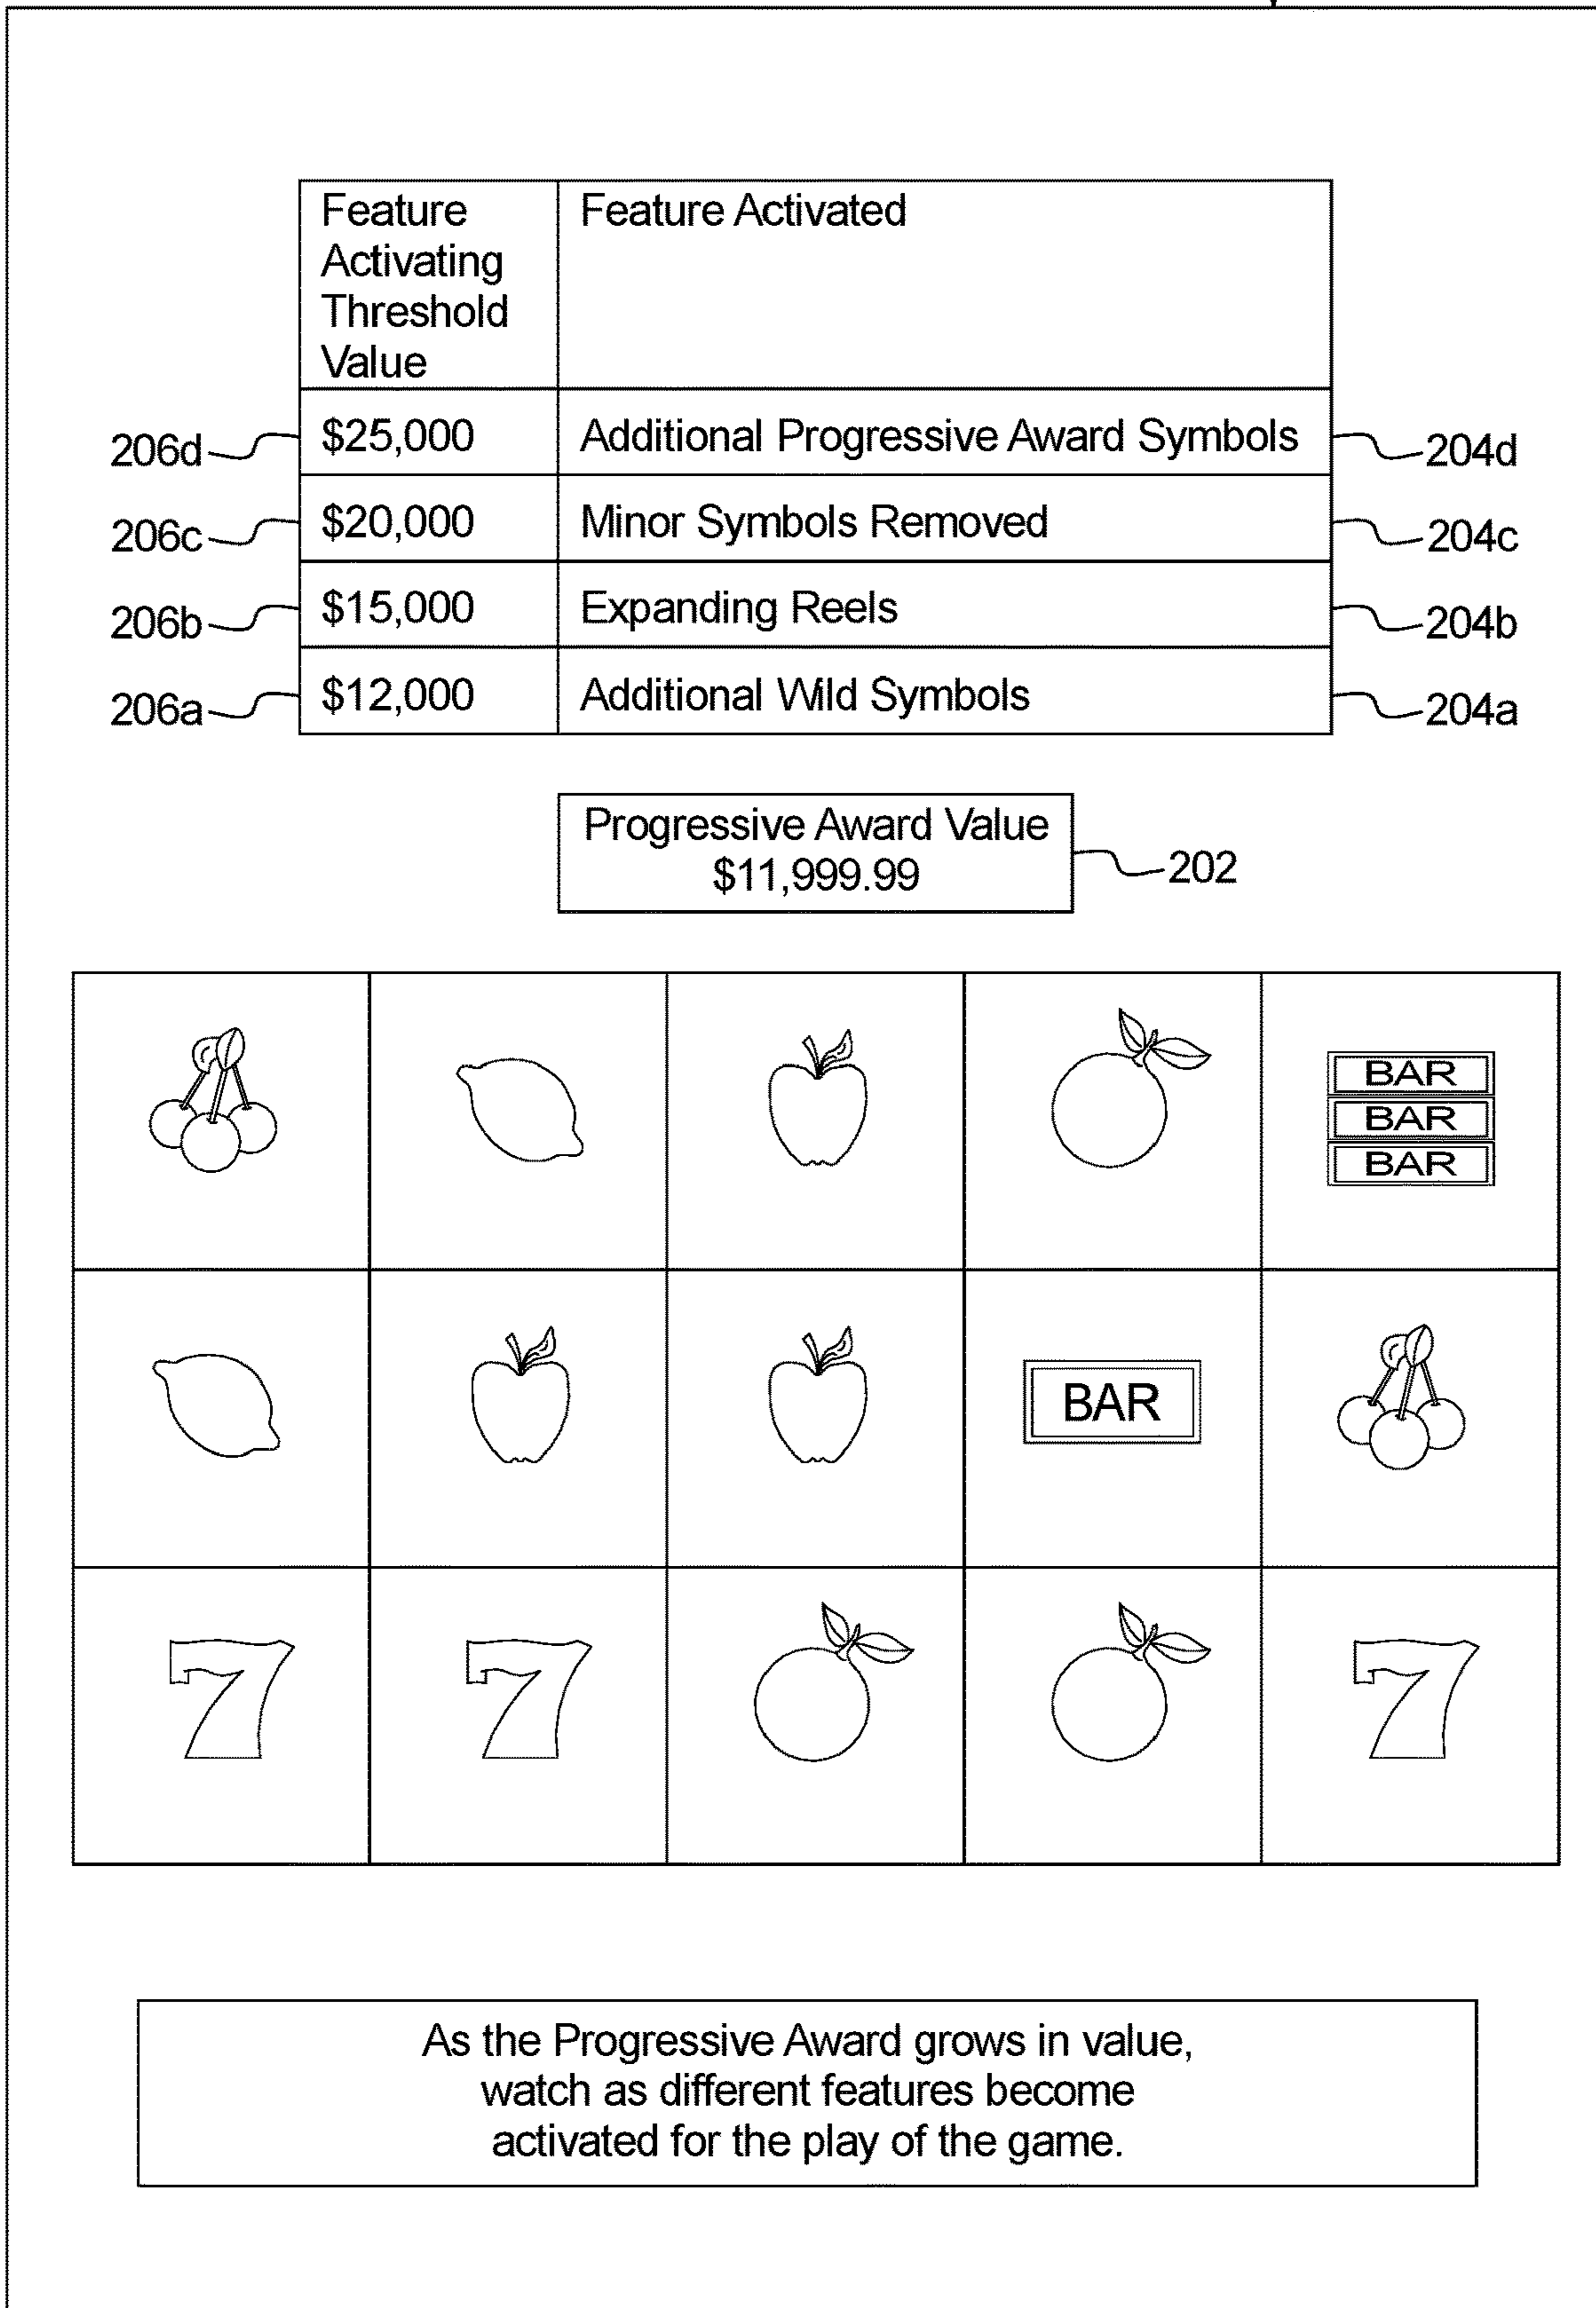 Feature
Activating
Threshold
Value
Feature Activated
206d $25,000 Additional Progressive Award Symbols 204d
206c $20,000 Minor Symbols Removed 204c
206b $15,000 Expanding Reels 204b
206a $12,000 Additional Wild Symbols 204a
Progressive Award Value
$11,999.99
202
BAR
BAR
BAR
BAR
7 7 7
As the Progressive Award grows in value,
watch as different features become
activated for the play of the game.